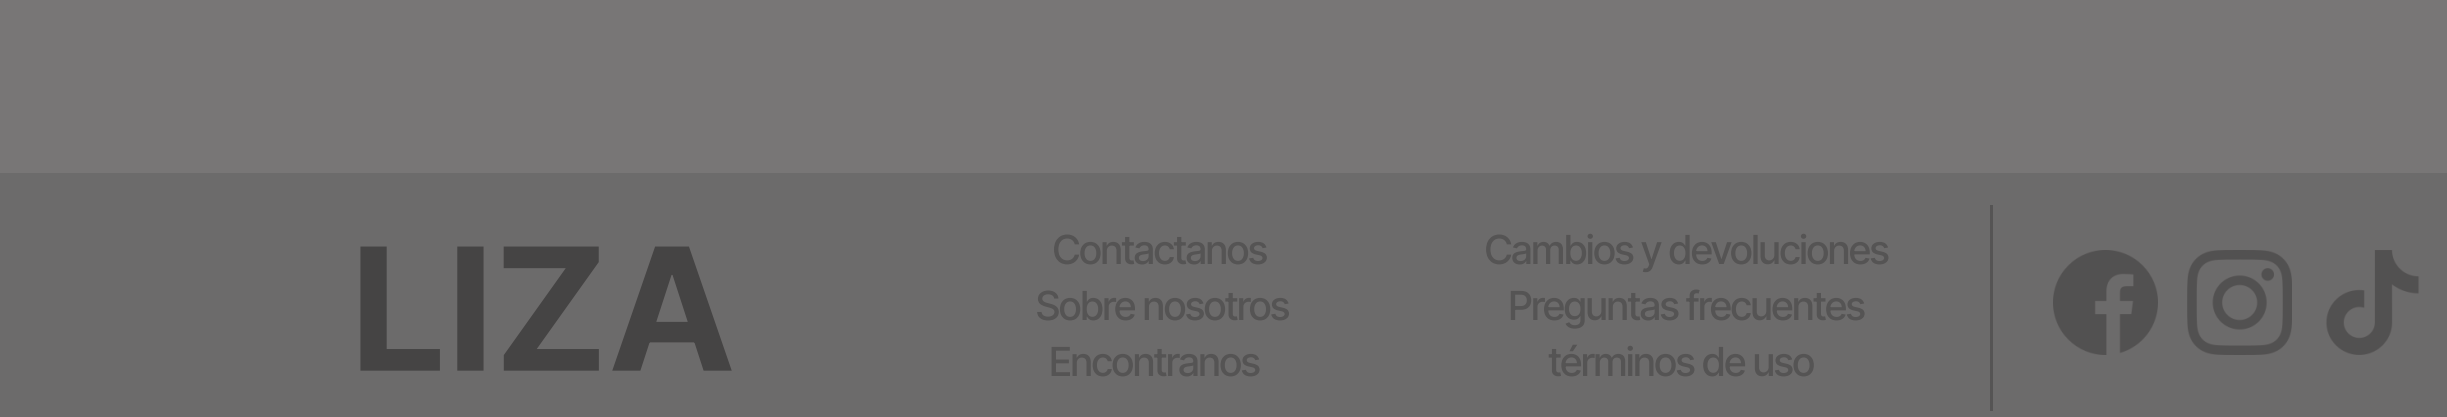 LIZA
Contactanos
Sobre nosotros
Encontranos
Cambios y devoluciones
Preguntas frecuentes
términos de uso